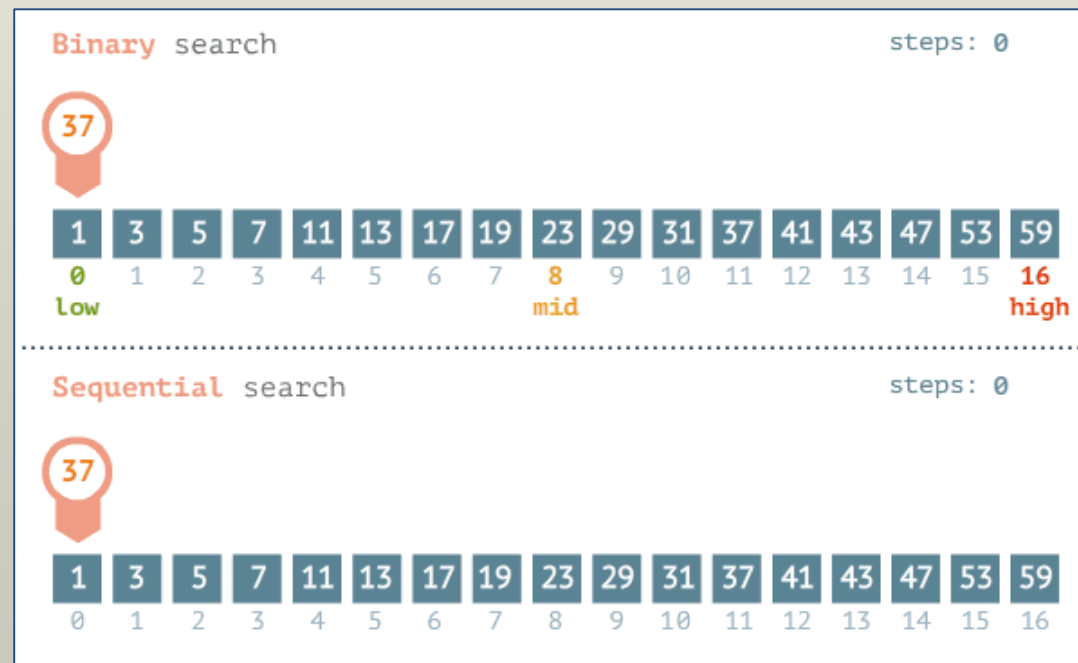 Binary search steps: 0
37
1 3 5 7 11 13 17 19 23 29 31 37 41 43 47 53 59
0 1 2 3 4 5 6 7 8 9 10 11 12 13 14 15 16
low mid high
Sequential search steps: 0
37
1 3 5 7 11 13 17 19 23 29 31 37 41 43 47 53 59
0 1 2 3 4 5 6 7 8 9 10 11 12 13 14 15 16